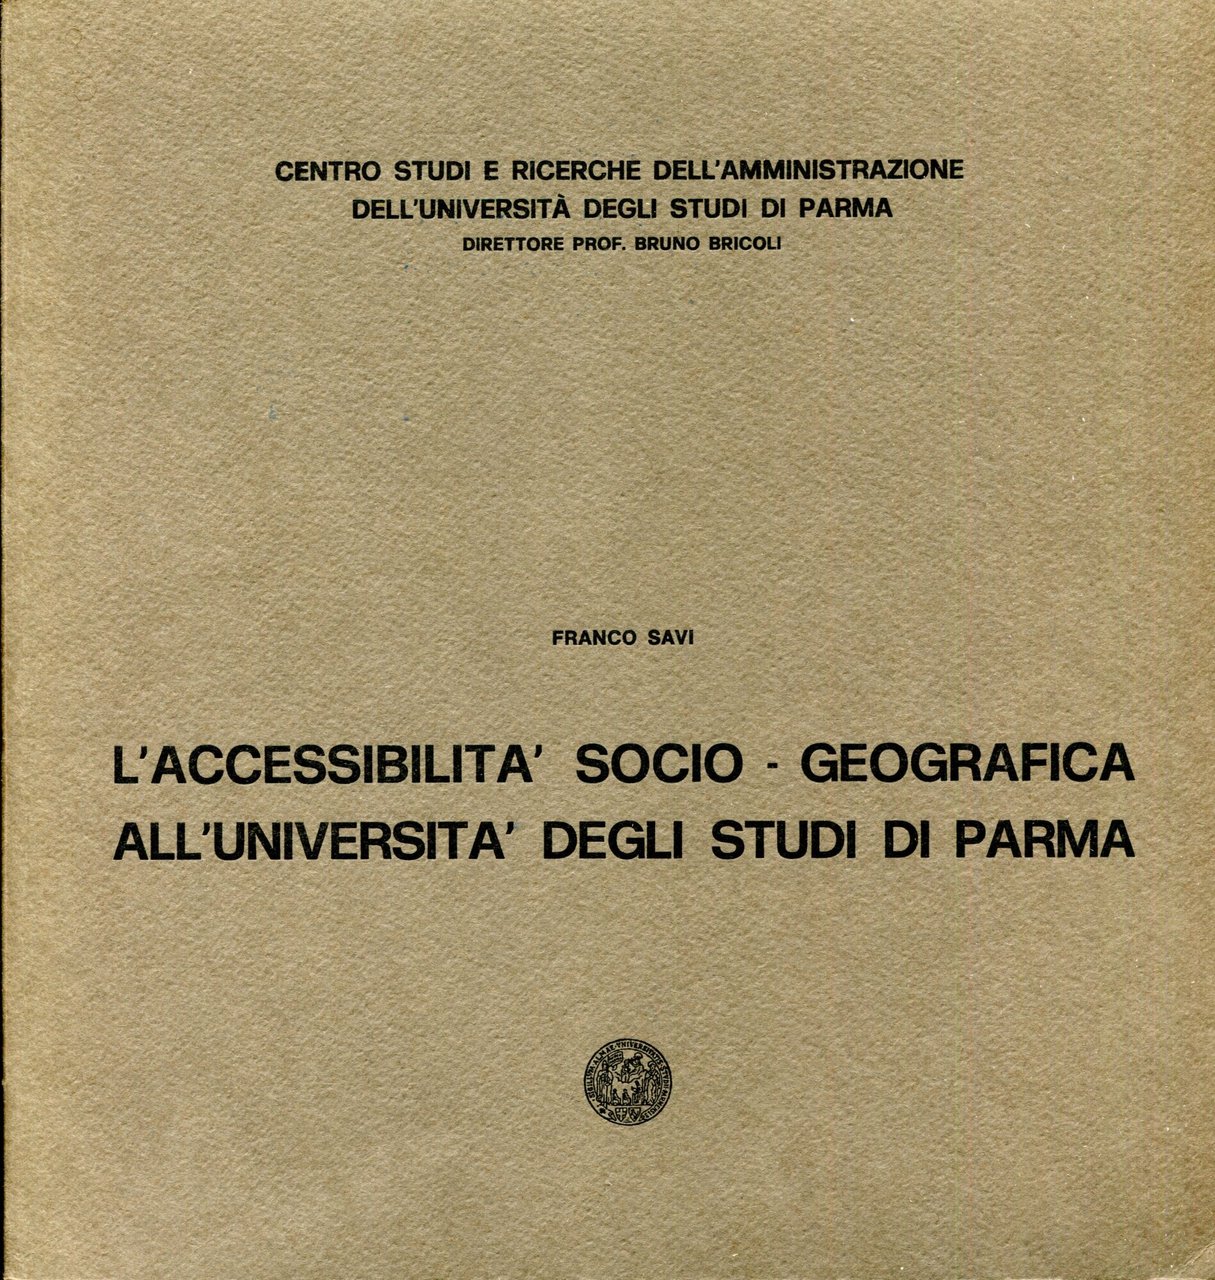 CENTRO STUDI E RICERCHE DELL'AMMINISTRAZIONE
DELL'UNIVERSITÀ DEGLI STUDI DI PARMA
DIRETTORE PROF. BRUNO BRICOLI
FRANCO SAVI
L'ACCESSIBILITA' SOCIO - GEOGRAFICA
ALL'UNIVERSITA' DEGLI STUDI DI PARMA